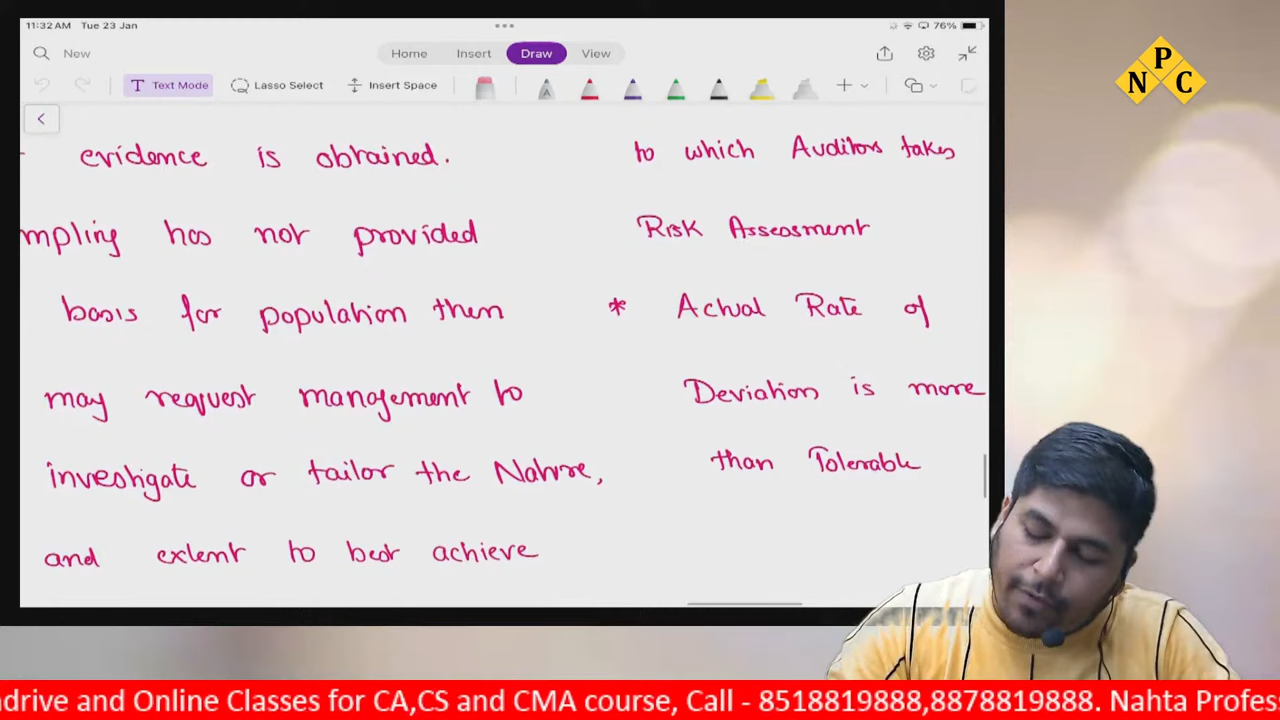 11:32 AM Tue 23 Jan
76%
New
Home Insert Draw View
Text Mode
Lasso Select
Insert Space
evidence is obtained.
mpling has not provided
basis for population then
may request management to
investigate or tailor the Nature,
and extent to best achieve
to which Auditors takes
Risk Assessment
* Actual Rate of
Deviation is more
than Tolerable
N P C
ndrive and Online Classes for CA,CS and CMA course, Call - 8518819888,8878819888. Nahta Profess